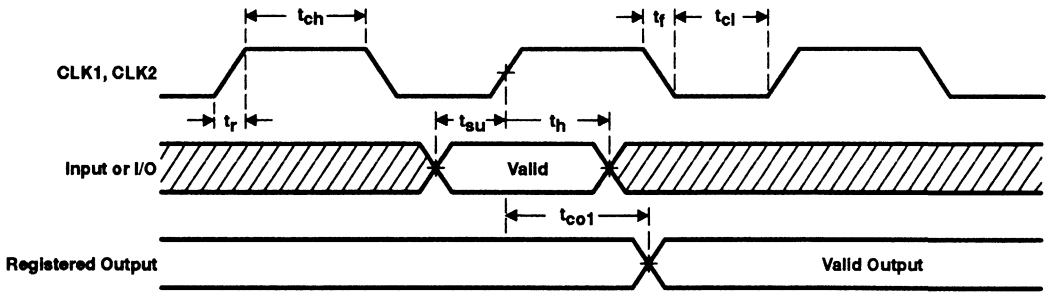 tch
tf
tcl
CLK1, CLK2
tr
tsu
th
Input or I/O
Valid
tco1
Registered Output
Valid Output